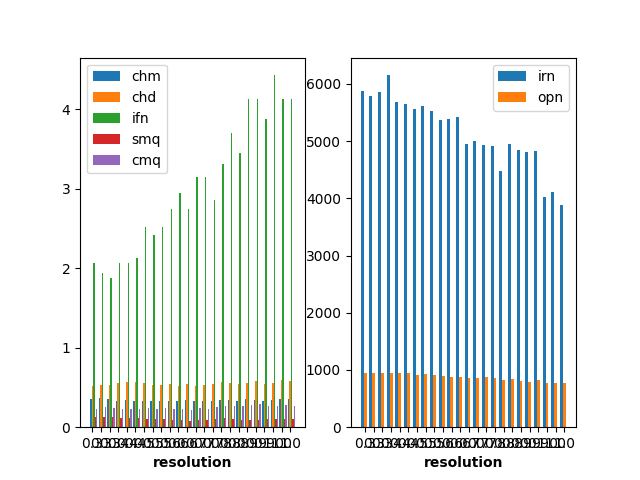 chm
chd
ifn
smq
cmq
4
3
2
1
0
resolution
irn
opn
6000
5000
4000
3000
2000
1000
0
resolution